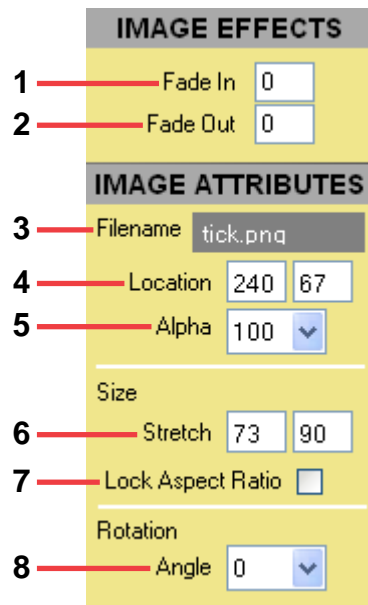 IMAGE EFFECTS
1 Fade In 0
2 Fade Out 0
IMAGE ATTRIBUTES
3 Filename tick.png
4 Location 240 67
5 Alpha 100
Size
6 Stretch 73 90
7 Lock Aspect Ratio
Rotation
8 Angle 0